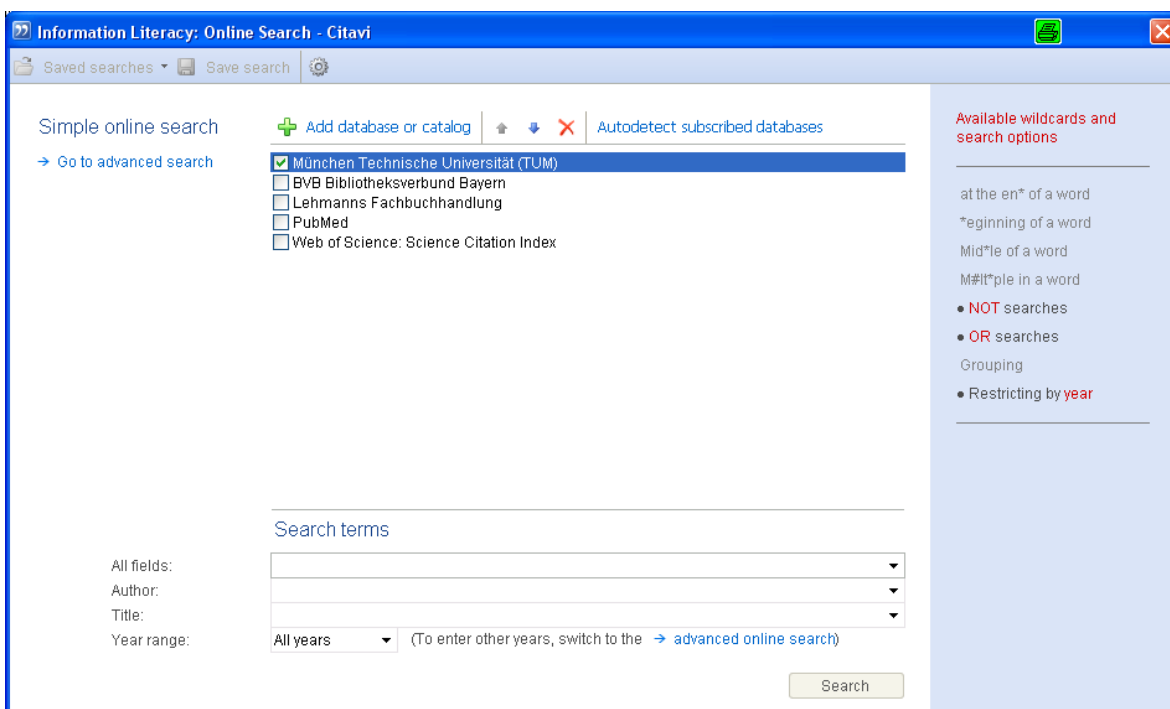 Information Literacy: Online Search - Citavi
Saved searches Save search
Simple online search
→ Go to advanced search
Add database or catalog Autodetect subscribed databases
München Technische Universität (TUM)
BVB Bibliotheksverbund Bayern
Lehmanns Fachbuchhandlung
PubMed
Web of Science: Science Citation Index
Search terms
All fields:
Author:
Title:
Year range: All years (To enter other years, switch to the → advanced online search)
Search
Available wildcards and
search options
at the en* of a word
*eginning of a word
Mid*le of a word
M#lt*ple in a word
• NOT searches
• OR searches
Grouping
• Restricting by year